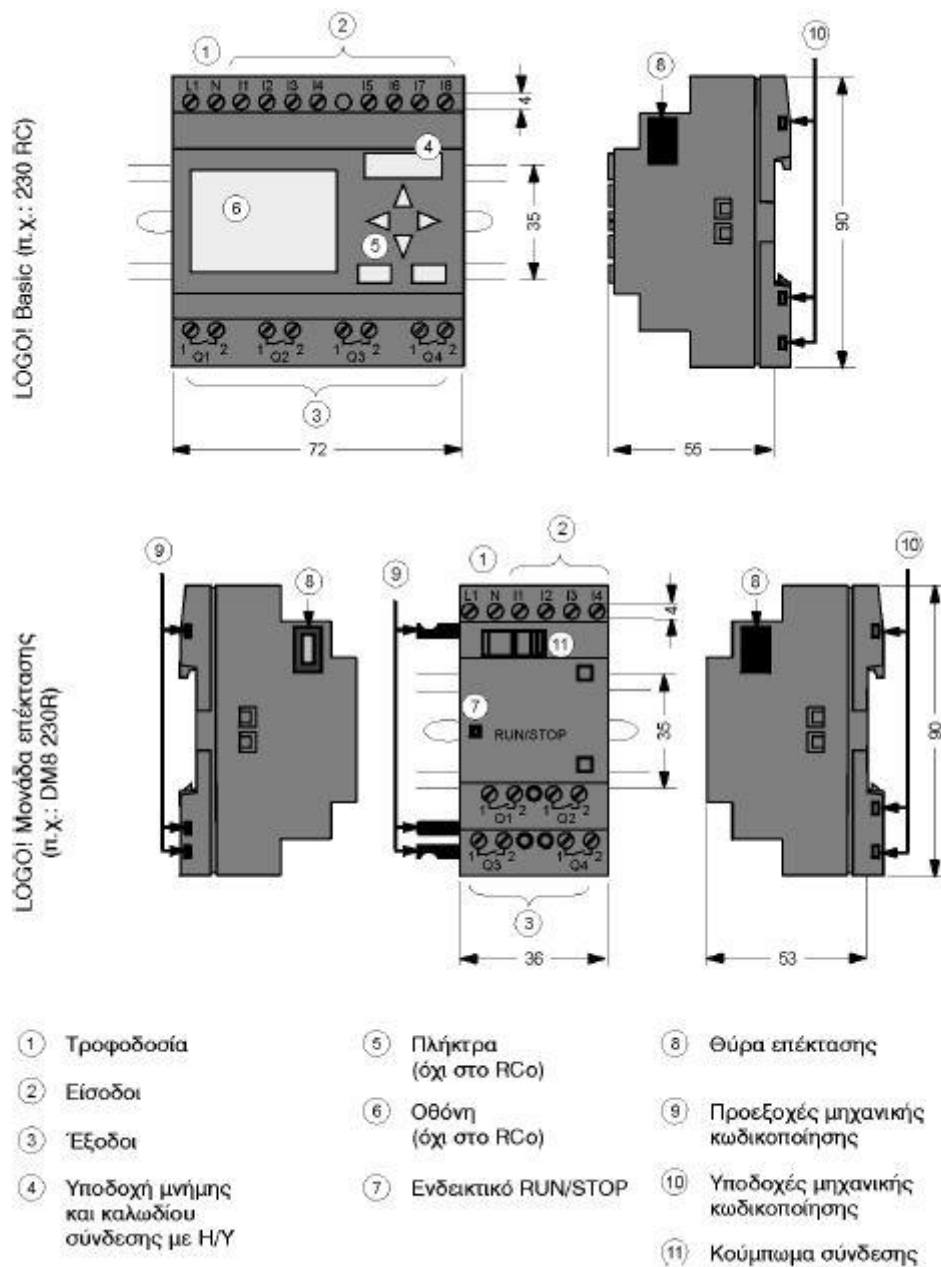 LOGO! Basic (π.χ.: 230 RC)
1
2
L1 N I1 I2 I3 I4 I5 I6 I7 I8
4
4
6
5
35
1 Q1 2 1 Q2 2 1 Q3 2 1 Q4 2
3
72
8
10
90
55
LOGO! Μονάδα επέκτασης
(π.χ.: DM8 230R)
9
8
9
1
2
L1 N I1 I2 I3 I4
4
11
7
RUN/STOP
35
1 Q1 2 1 Q2 2
1 Q3 2 1 Q4 2
3
36
8
10
90
53
1 Τροφοδοσία
2 Είσοδοι
3 Έξοδοι
4 Υποδοχή μνήμης
και καλωδίου
σύνδεσης με Η/Υ
5 Πλήκτρα
(όχι στο RCo)
6 Οθόνη
(όχι στο RCo)
7 Ενδεικτικό RUN/STOP
8 Θύρα επέκτασης
9 Προεξοχές μηχανικής
κωδικοποίησης
10 Υποδοχές μηχανικής
κωδικοποίησης
11 Κούμπωμα σύνδεσης